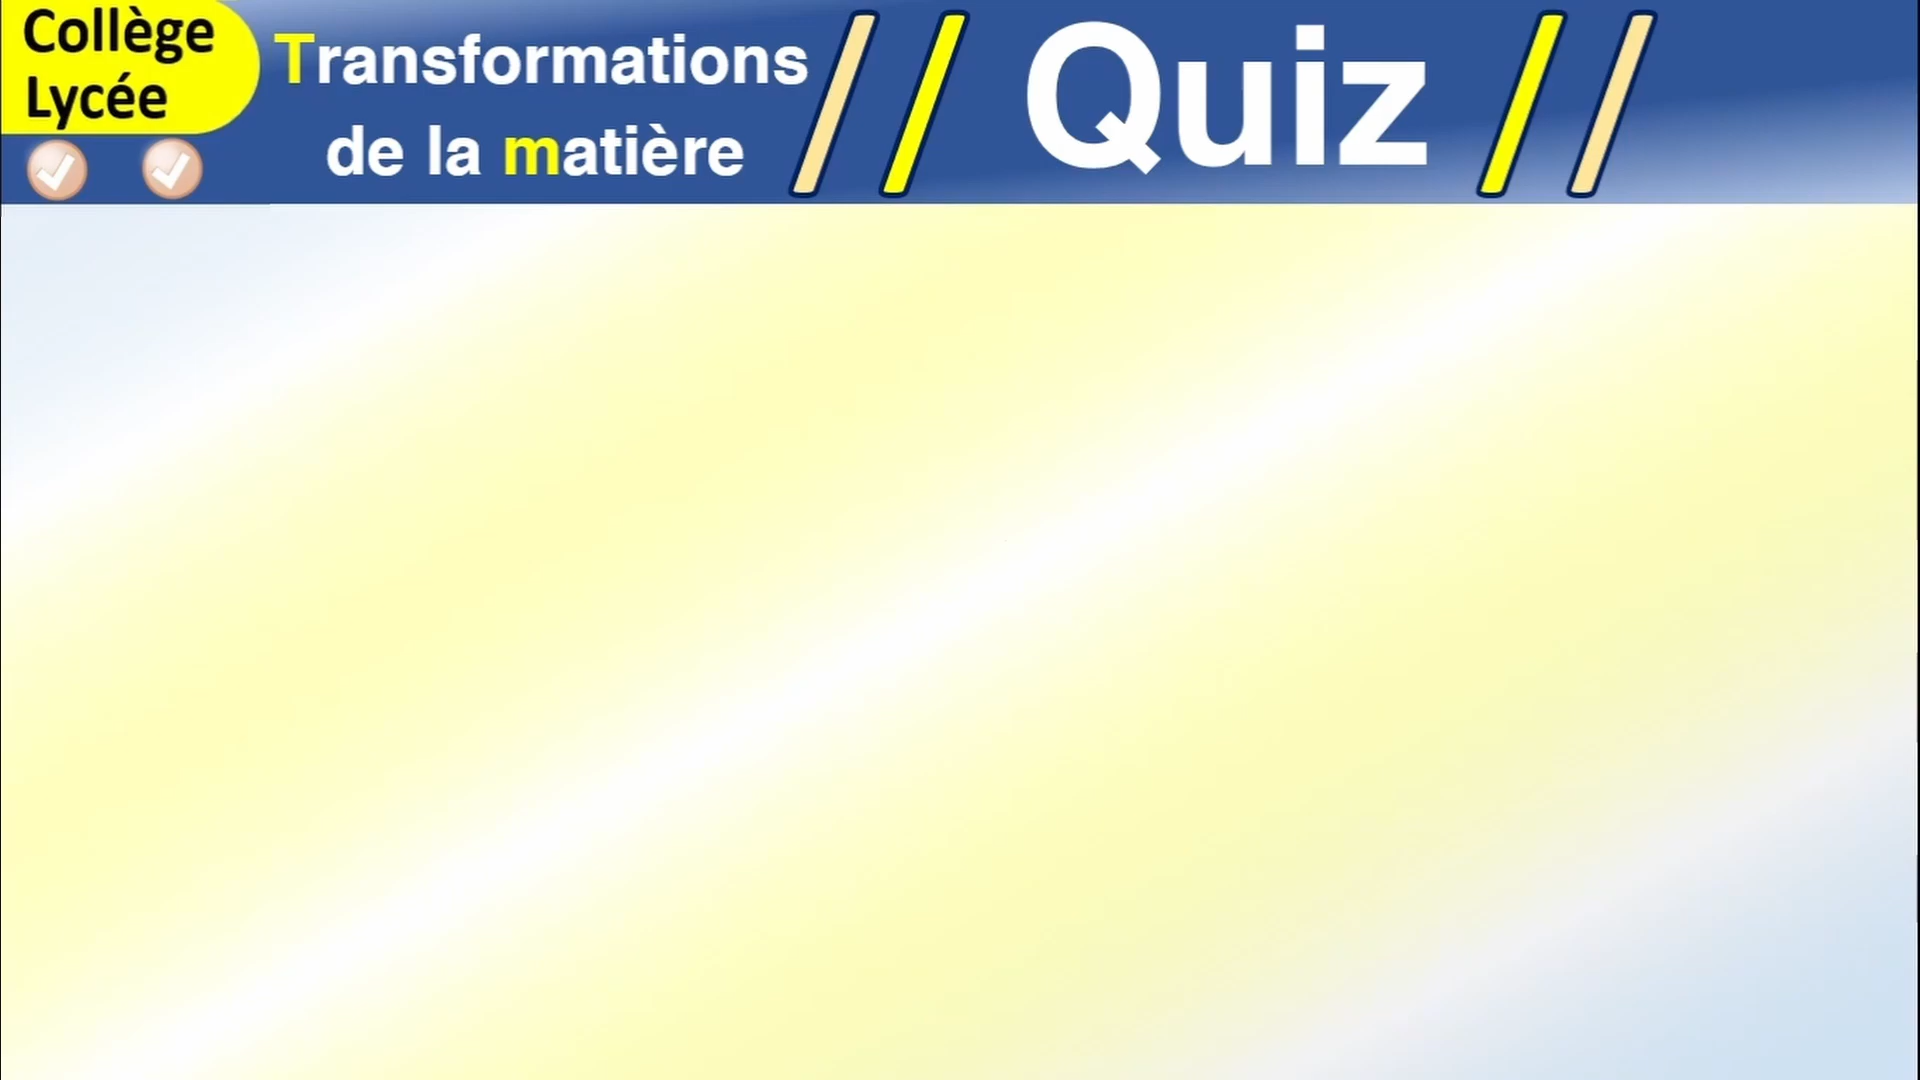 Collège
Lycée
Transformations
de la matière
Quiz